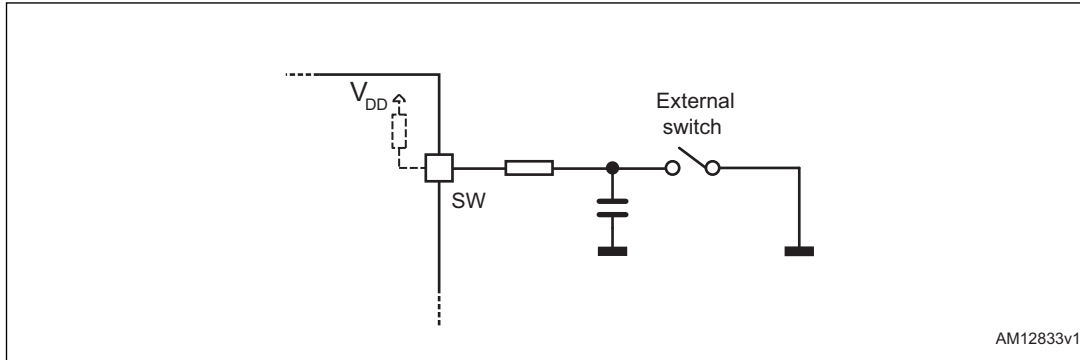 V_DD
External
switch
SW
AM12833v1